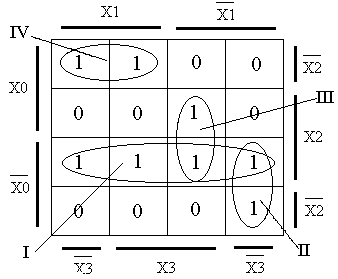 X1 X̅1̅
IV
X0 1 1 0 0 X̅2̅
0 0 1 0 III
X2
X̅0̅ 1 1 1 1
0 0 0 1 X̅2̅
I II
X̅3̅ X3 X̅3̅